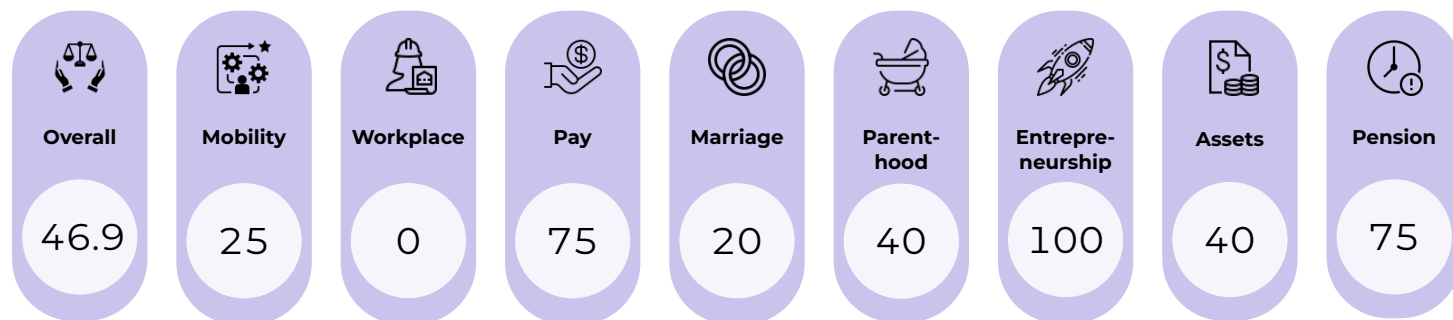 Overall
46.9
Mobility
25
Workplace
0
Pay
75
Marriage
20
Parent-
hood
40
Entrepre-
neurship
100
Assets
40
Pension
75